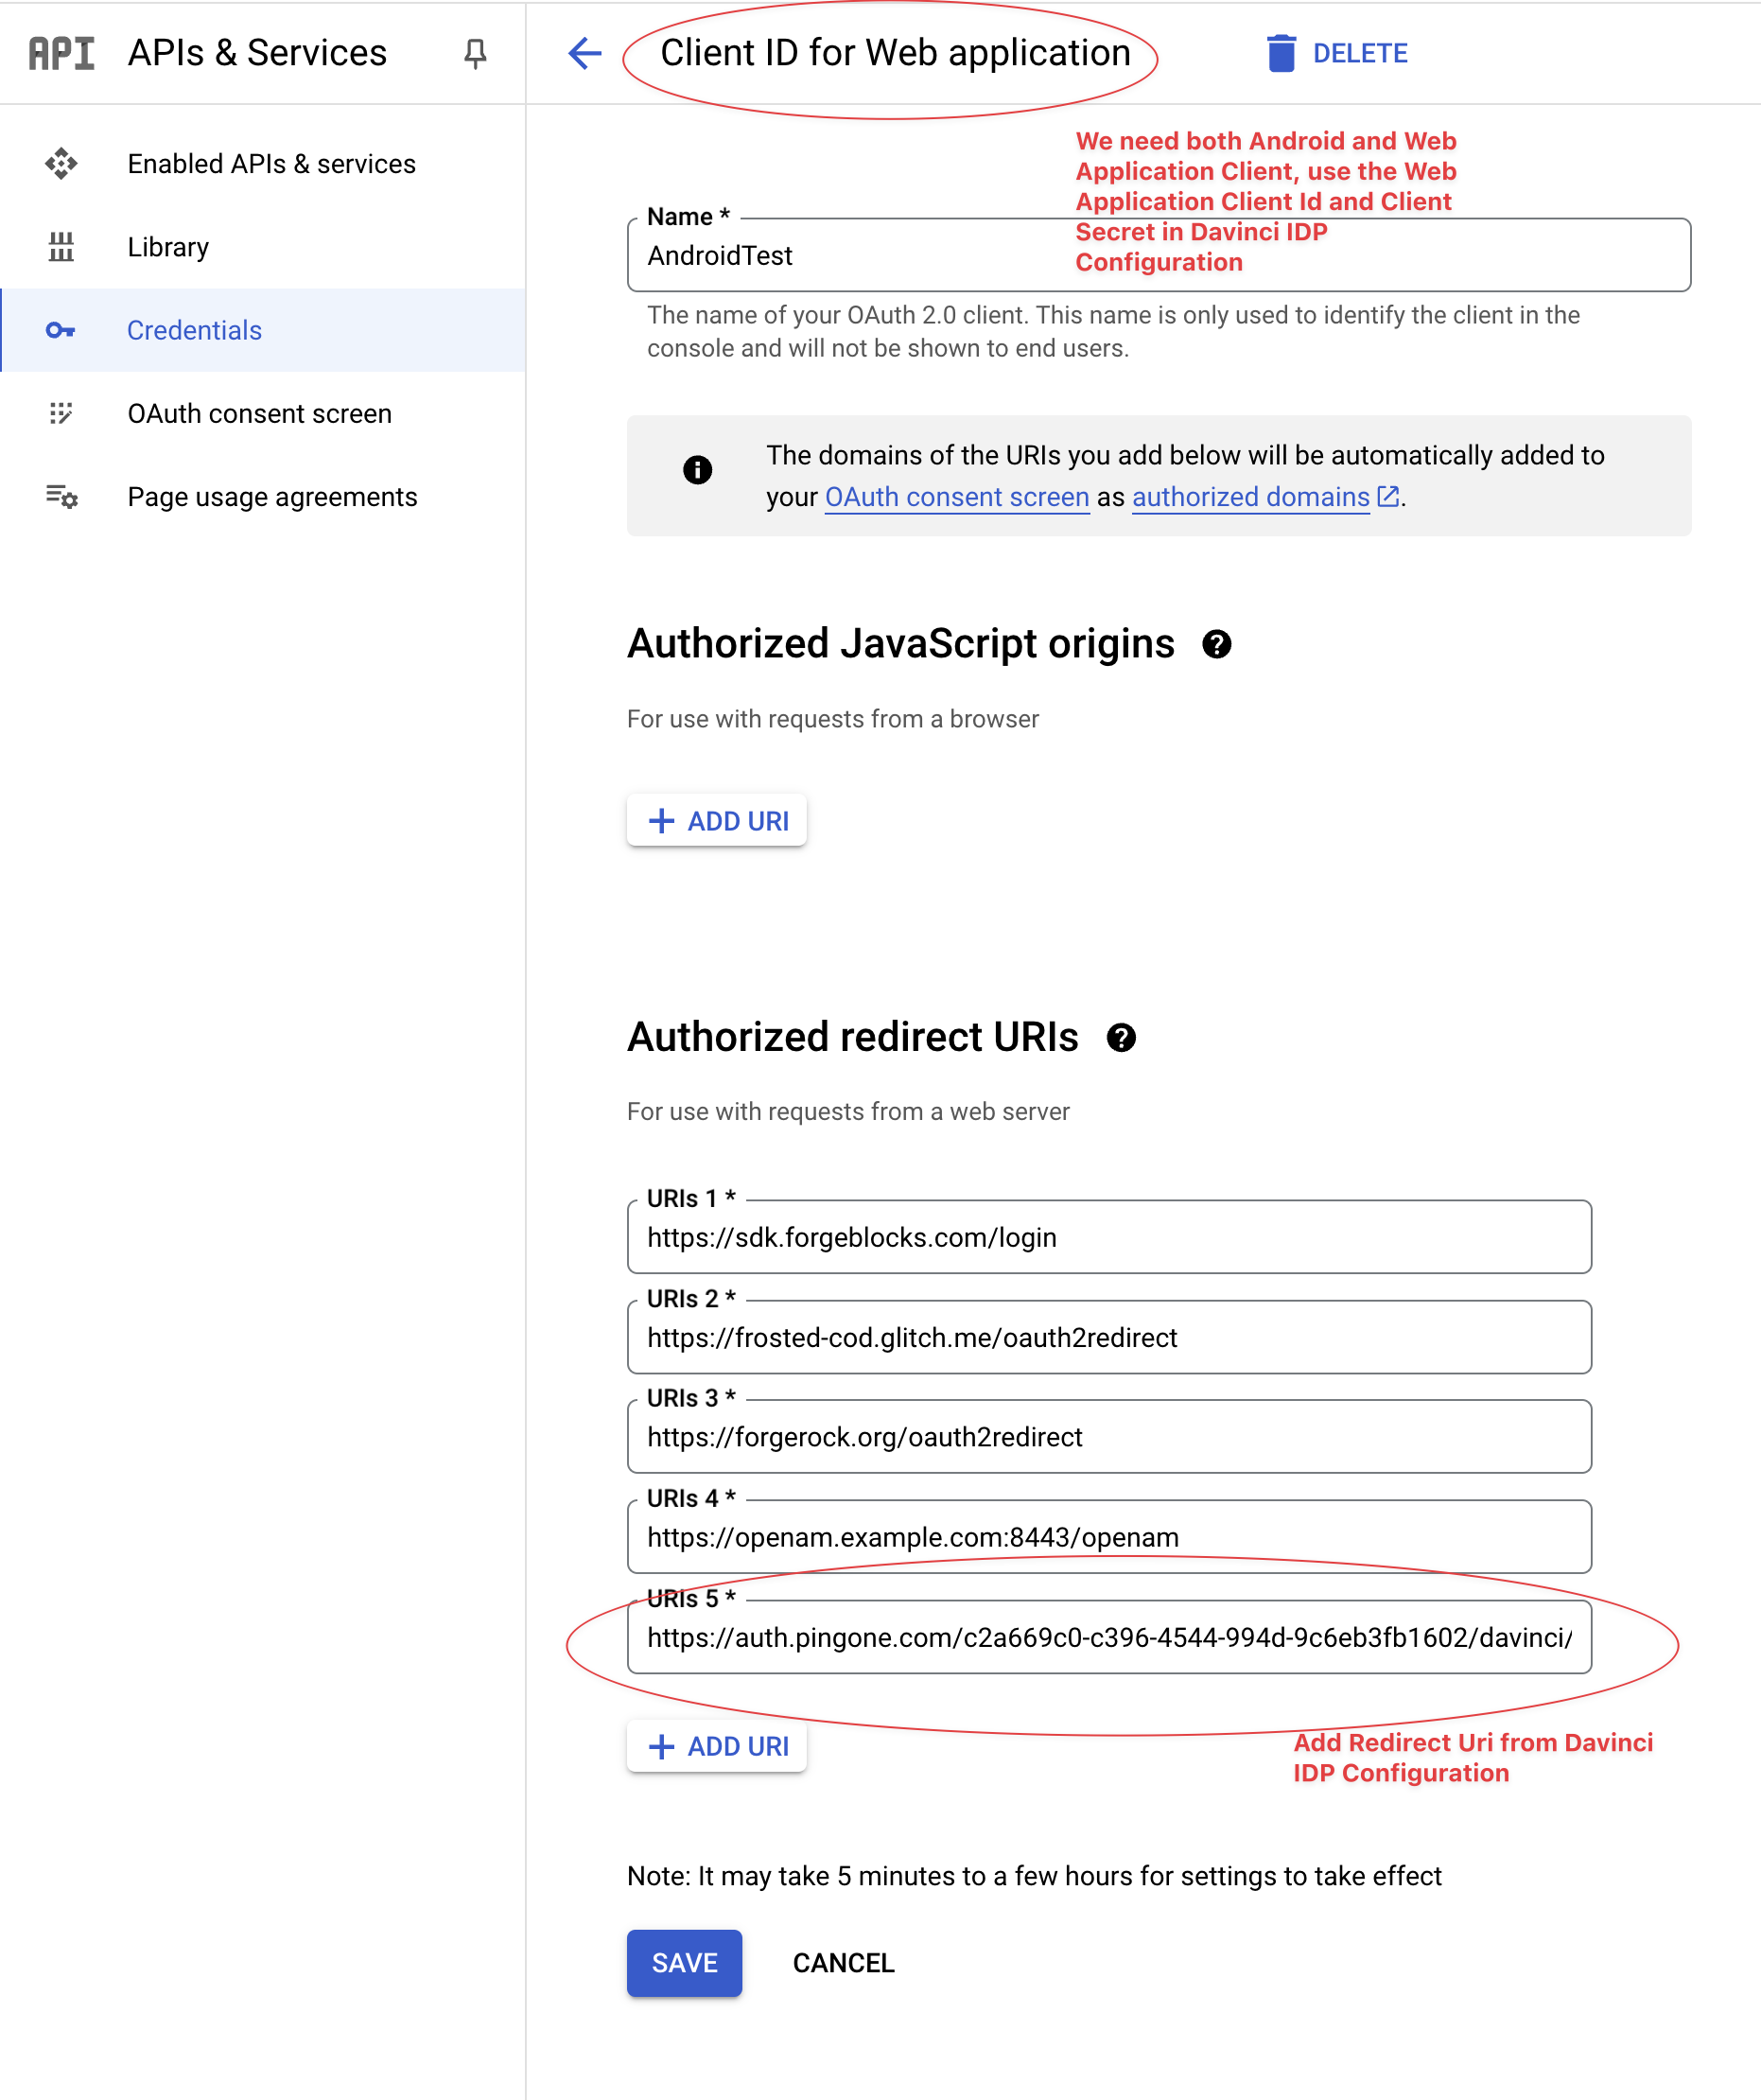 API APIs & Services
Client ID for Web application
DELETE
Enabled APIs & services
Library
Credentials
OAuth consent screen
Page usage agreements
We need both Android and Web
Application Client, use the Web
Application Client Id and Client
Secret in Davinci IDP
Configuration
Name *
AndroidTest
The name of your OAuth 2.0 client. This name is only used to identify the client in the
console and will not be shown to end users.
The domains of the URIs you add below will be automatically added to
your OAuth consent screen as authorized domains.
Authorized JavaScript origins
For use with requests from a browser
+ ADD URI
Authorized redirect URIs
For use with requests from a web server
URIs 1 *
https://sdk.forgeblocks.com/login
URIs 2 *
https://frosted-cod.glitch.me/oauth2redirect
URIs 3 *
https://forgerock.org/oauth2redirect
URIs 4 *
https://openam.example.com:8443/openam
URIs 5 *
https://auth.pingone.com/c2a669c0-c396-4544-994d-9c6eb3fb1602/davinci/
+ ADD URI
Add Redirect Uri from Davinci
IDP Configuration
Note: It may take 5 minutes to a few hours for settings to take effect
SAVE
CANCEL